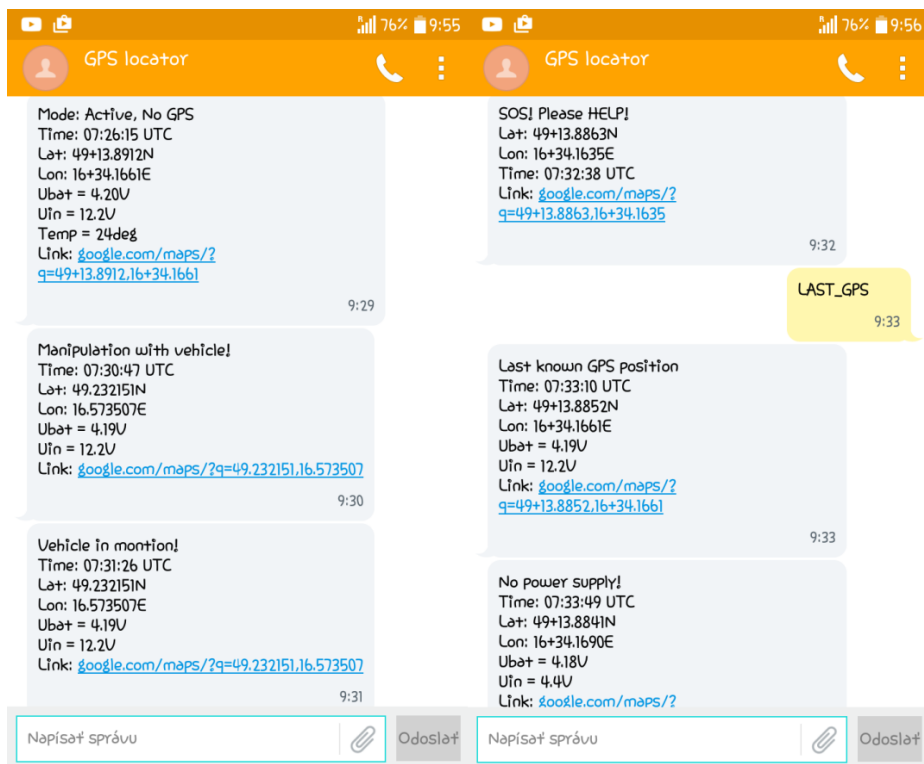 76% 9:55
GPS locator
Mode: Active, No GPS
Time: 07:26:15 UTC
Lat: 49+13.8912N
Lon: 16+34.1661E
Ubat = 4.20V
Uin = 12.2V
Temp = 24deg
Link: google.com/maps/?
q=49+13.8912,16+34.1661
9:29
Manipulation with vehicle!
Time: 07:30:47 UTC
Lat: 49.232151N
Lon: 16.573507E
Ubat = 4.19V
Uin = 12.2V
Link: google.com/maps/?q=49.232151,16.573507
9:30
Vehicle in montion!
Time: 07:31:26 UTC
Lat: 49.232151N
Lon: 16.573507E
Ubat = 4.19V
Uin = 12.2V
Link: google.com/maps/?q=49.232151,16.573507
9:31
Napísať správu
Odoslať
76% 9:56
GPS locator
SOS! Please HELP!
Lat: 49+13.8863N
Lon: 16+34.1635E
Time: 07:32:38 UTC
Link: google.com/maps/?
q=49+13.8863,16+34.1635
9:32
LAST_GPS
9:33
Last known GPS position
Time: 07:33:10 UTC
Lat: 49+13.8852N
Lon: 16+34.1661E
Ubat = 4.19V
Uin = 12.2V
Link: google.com/maps/?
q=49+13.8852,16+34.1661
9:33
No power supply!
Time: 07:33:49 UTC
Lat: 49+13.8841N
Lon: 16+34.1690E
Ubat = 4.18V
Uin = 4.4V
Link: google.com/maps/?
Napísať správu
Odoslať